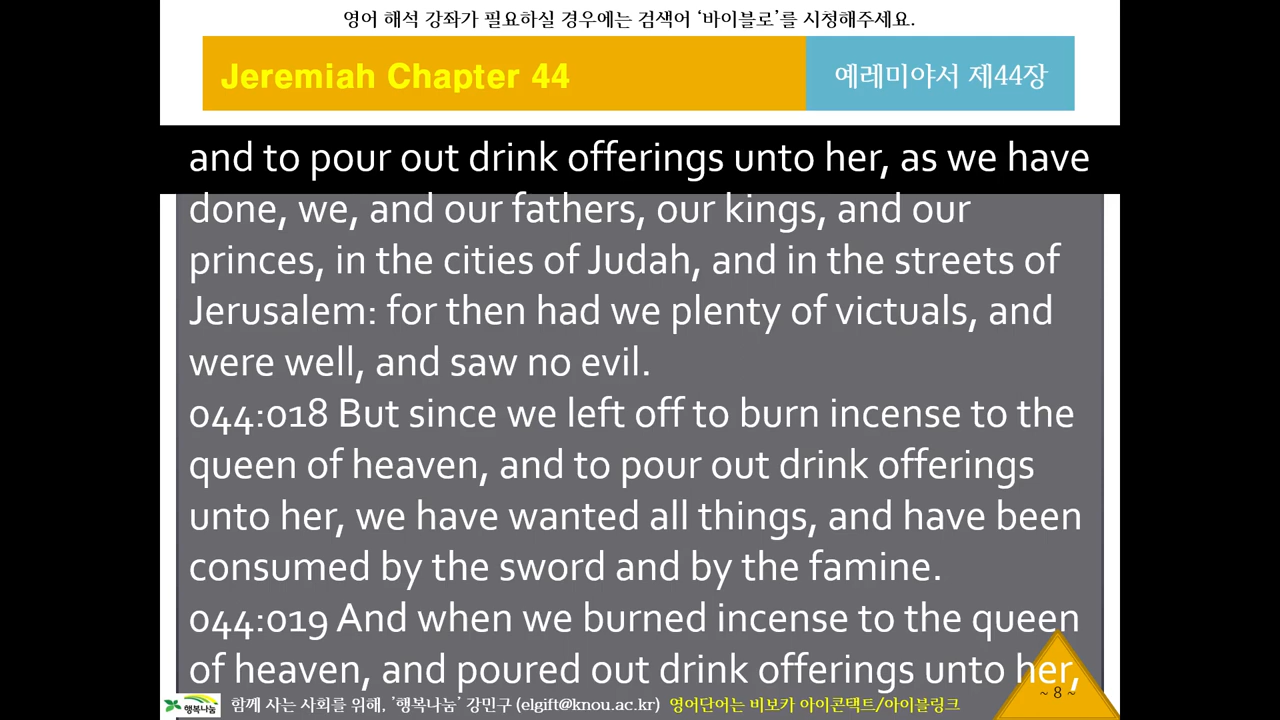 영어 해석 강좌가 필요하실 경우에는 검색어 ‘바이블로’를 시청해주세요.
Jeremiah Chapter 44
예레미야서 제44장
and to pour out drink offerings unto her, as we have
done, we, and our fathers, our kings, and our
princes, in the cities of Judah, and in the streets of
Jerusalem: for then had we plenty of victuals, and
were well, and saw no evil.
044:018 But since we left off to burn incense to the
queen of heaven, and to pour out drink offerings
unto her, we have wanted all things, and have been
consumed by the sword and by the famine.
044:019 And when we burned incense to the queen
of heaven, and poured out drink offerings unto her,
~ 8 ~
행복나눔
함께 사는 사회를 위해, ’행복나눔’ 강민구 (elgift@knou.ac.kr) 영어단어는 비보카 아이콘택트/아이블링크